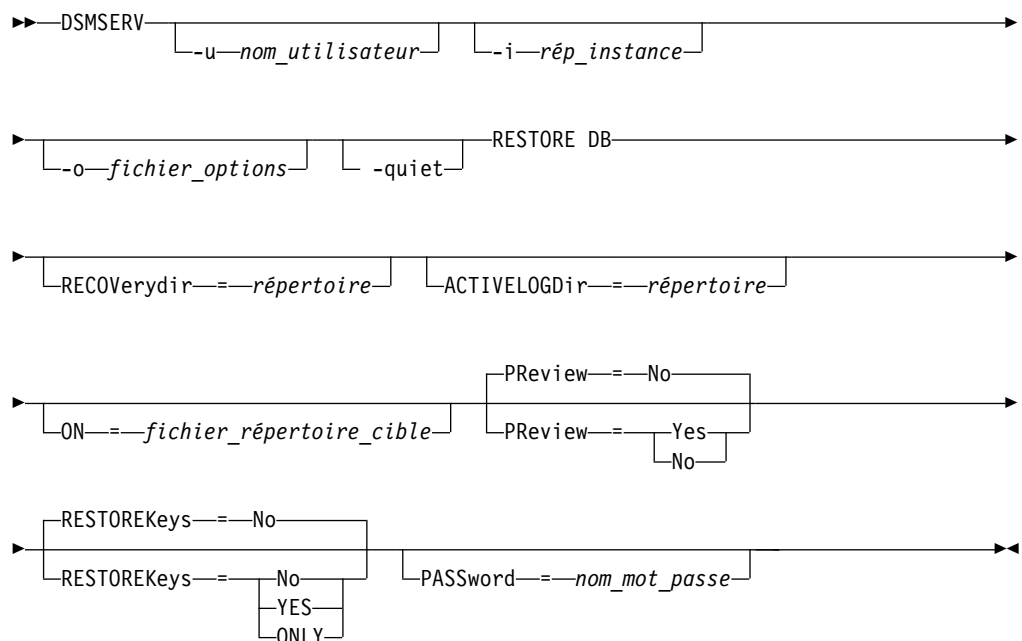 DSMSERV
-u nom_utilisateur -i rép_instance
-o fichier_options -quiet RESTORE DB
RECOVerydir = répertoire ACTIVELOGDir = répertoire
PReview = No
ON = fichier_répertoire_cible PReview = Yes
No
RESTOREKeys = No
RESTOREKeys = No
YES
ONLY
PASSword = nom_mot_passe